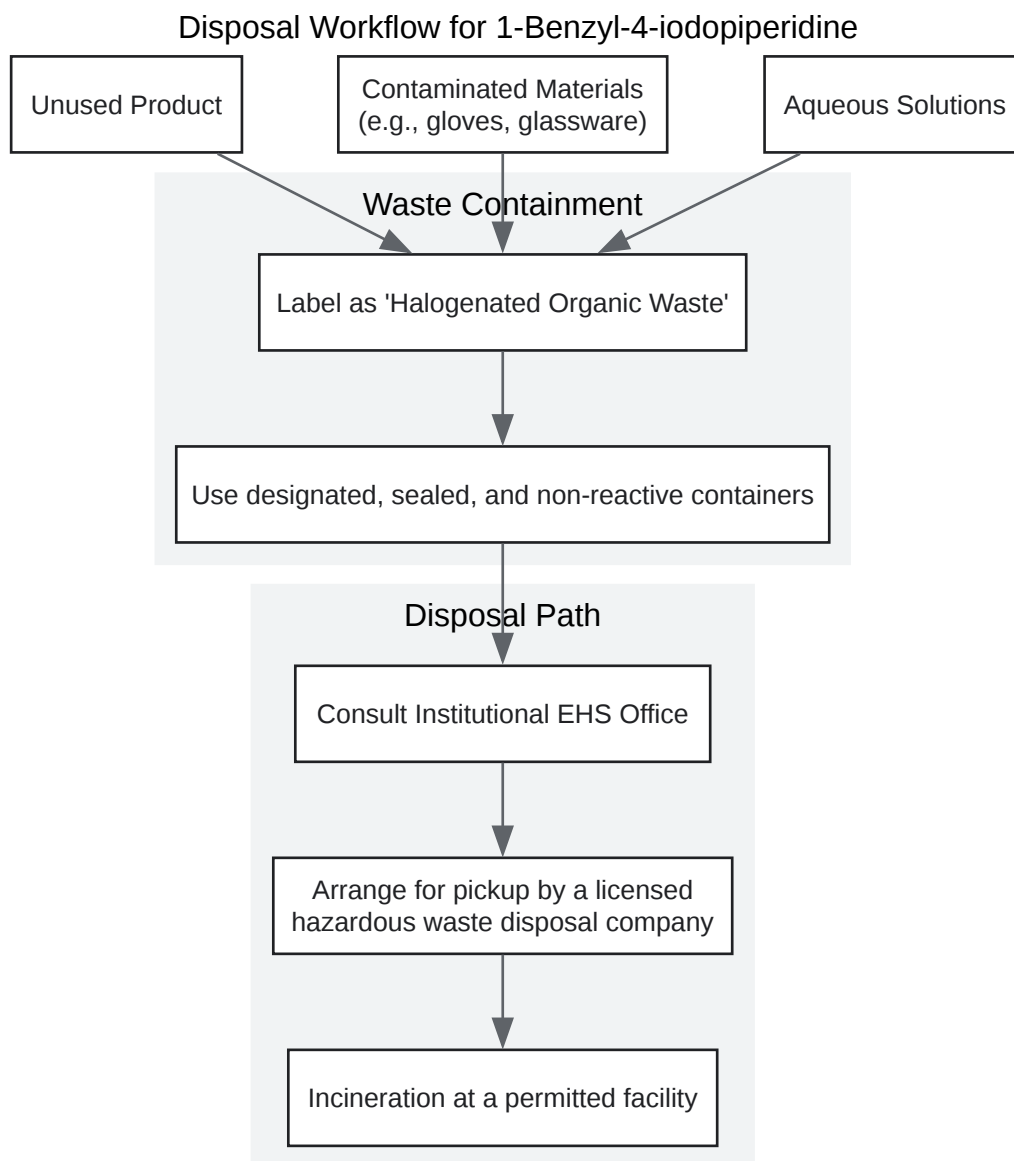 Disposal Workflow for 1-Benzyl-4-iodopiperidine
Unused Product
Contaminated Materials
(e.g., gloves, glassware)
Aqueous Solutions
Waste Containment
Label as 'Halogenated Organic Waste'
Use designated, sealed, and non-reactive containers
Disposal Path
Consult Institutional EHS Office
Arrange for pickup by a licensed
hazardous waste disposal company
Incineration at a permitted facility